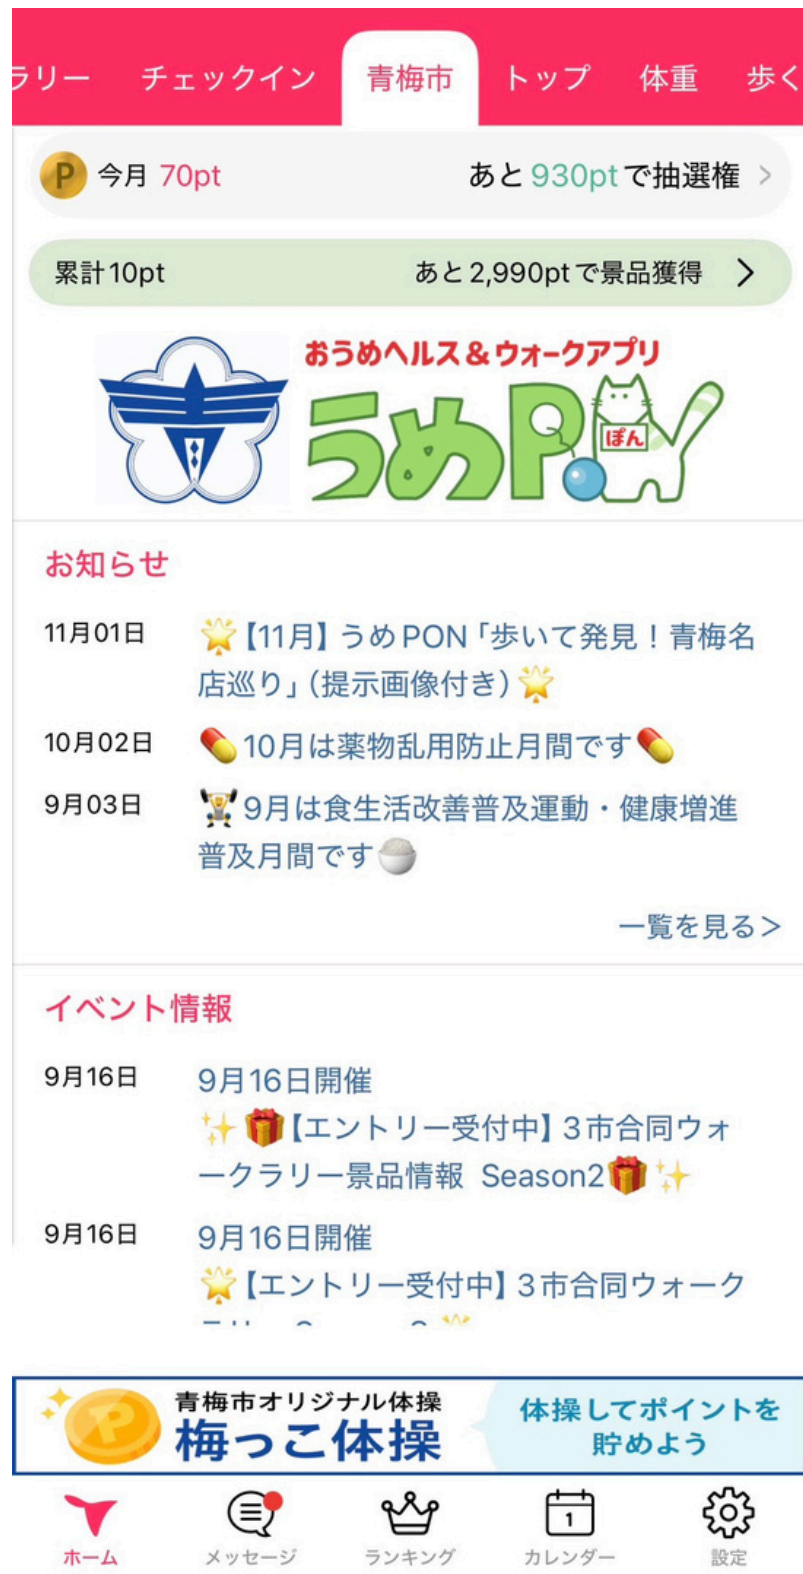 ラリー チェックイン 青梅市 トップ 体重 歩く
P 今月 70pt あと 930pt で抽選権 >
累計10pt あと2,990ptで景品獲得 >
おうめヘルス&ウォークアプリ
うめPON
ぽん
お知らせ
11月01日 🌟【11月】うめPON「歩いて発見!青梅名
店巡り」(提示画像付き)🌟
10月02日 💊10月は薬物乱用防止月間です💊
9月03日 🏋️9月は食生活改善普及運動・健康増進
普及月間です🍚
一覧を見る>
イベント情報
9月16日 9月16日開催
✨🎁【エントリー受付中】3市合同ウォ
ークラリー景品情報 Season2🎁✨
9月16日 9月16日開催
🌟【エントリー受付中】3市合同ウォーク
P 青梅市オリジナル体操
梅っこ体操
体操してポイントを
貯めよう
1
ホーム メッセージ ランキング カレンダー 設定